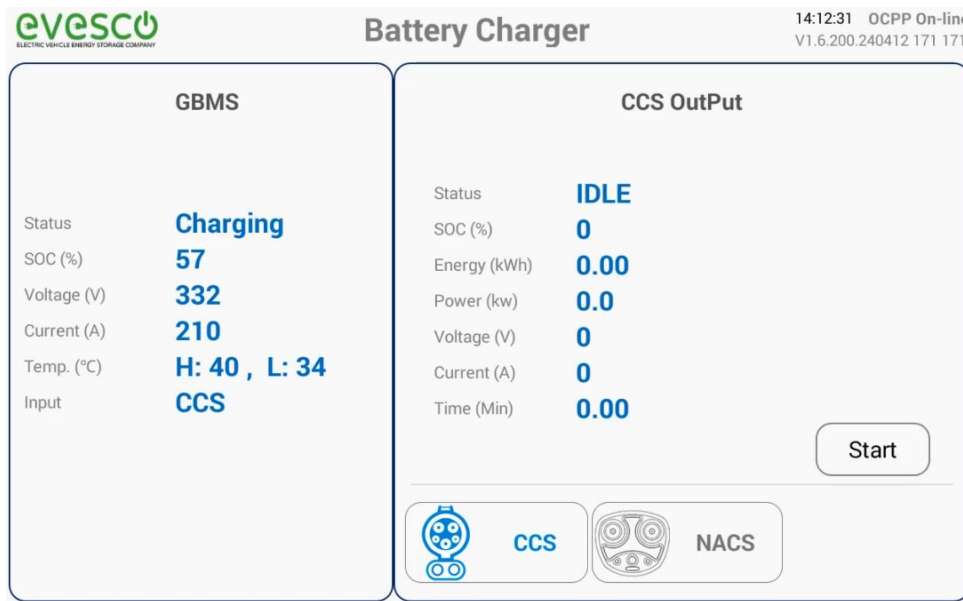 evesco
ELECTRIC VEHICLE ENERGY STORAGE COMPANY
Battery Charger
14:12:31 OCPP On-line
V1.6.200.240412 171 171
GBMS
Status Charging
SOC (%) 57
Voltage (V) 332
Current (A) 210
Temp. (℃) H: 40 , L: 34
Input CCS
CCS OutPut
Status IDLE
SOC (%) 0
Energy (kWh) 0.00
Power (kw) 0.0
Voltage (V) 0
Current (A) 0
Time (Min) 0.00
Start
CCS
NACS